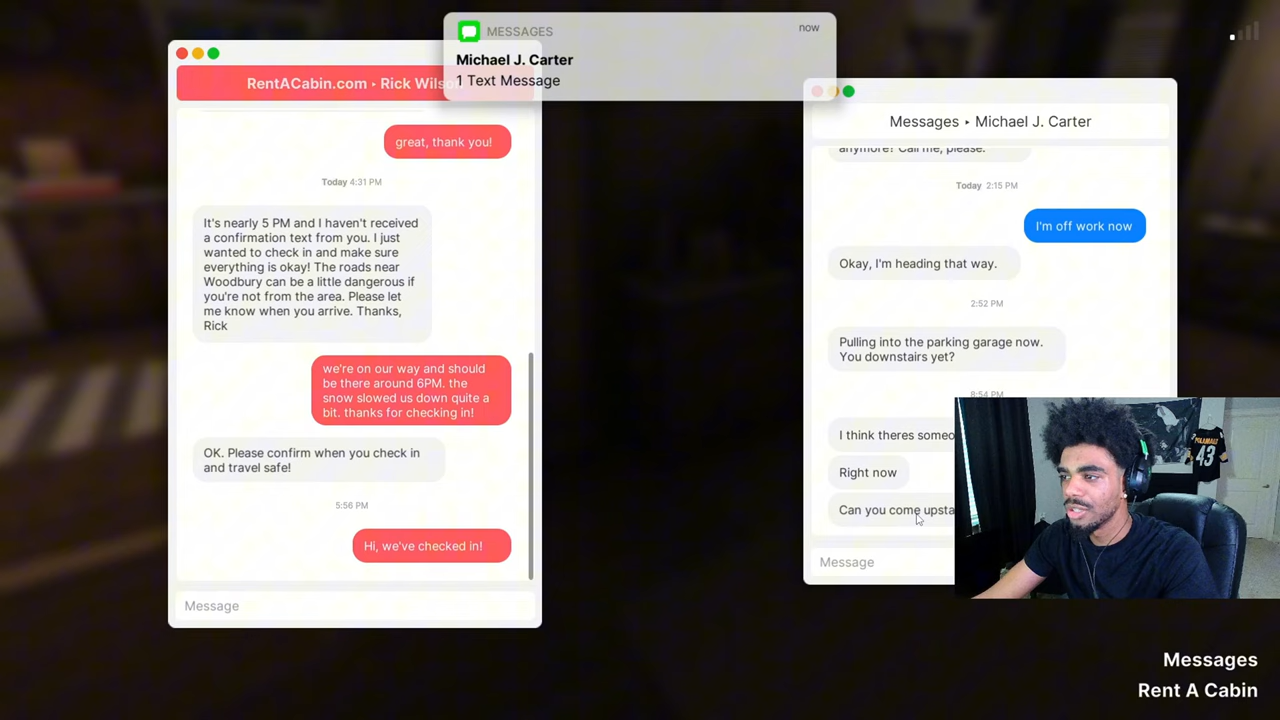 MESSAGES
now
Michael J. Carter
1 Text Message
RentACabin.com ▸ Rick
great, thank you!
Today 4:31 PM
It's nearly 5 PM and I haven't received
a confirmation text from you. I just
wanted to check in and make sure
everything is okay! The roads near
Woodbury can be a little dangerous if
you're not from the area. Please let
me know when you arrive. Thanks,
Rick
we're on our way and should
be there around 6PM. the
snow slowed us down quite a
bit. thanks for checking in!
OK. Please confirm when you check in
and travel safe!
5:56 PM
Hi, we've checked in!
Message
Messages ▸ Michael J. Carter
anymore? Call me, please.
Today 2:15 PM
I'm off work now
Okay, I'm heading that way.
2:52 PM
Pulling into the parking garage now.
You downstairs yet?
8:54 PM
I think theres
Right now
Can you come
Message
43
Messages
Rent A Cabin